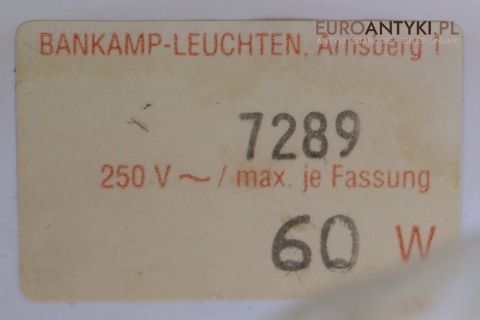 EUROANTYKI.PL
BANKAMP-LEUCHTEN, Arnsberg 1
7289
250 V ~ / max. je Fassung
60 W